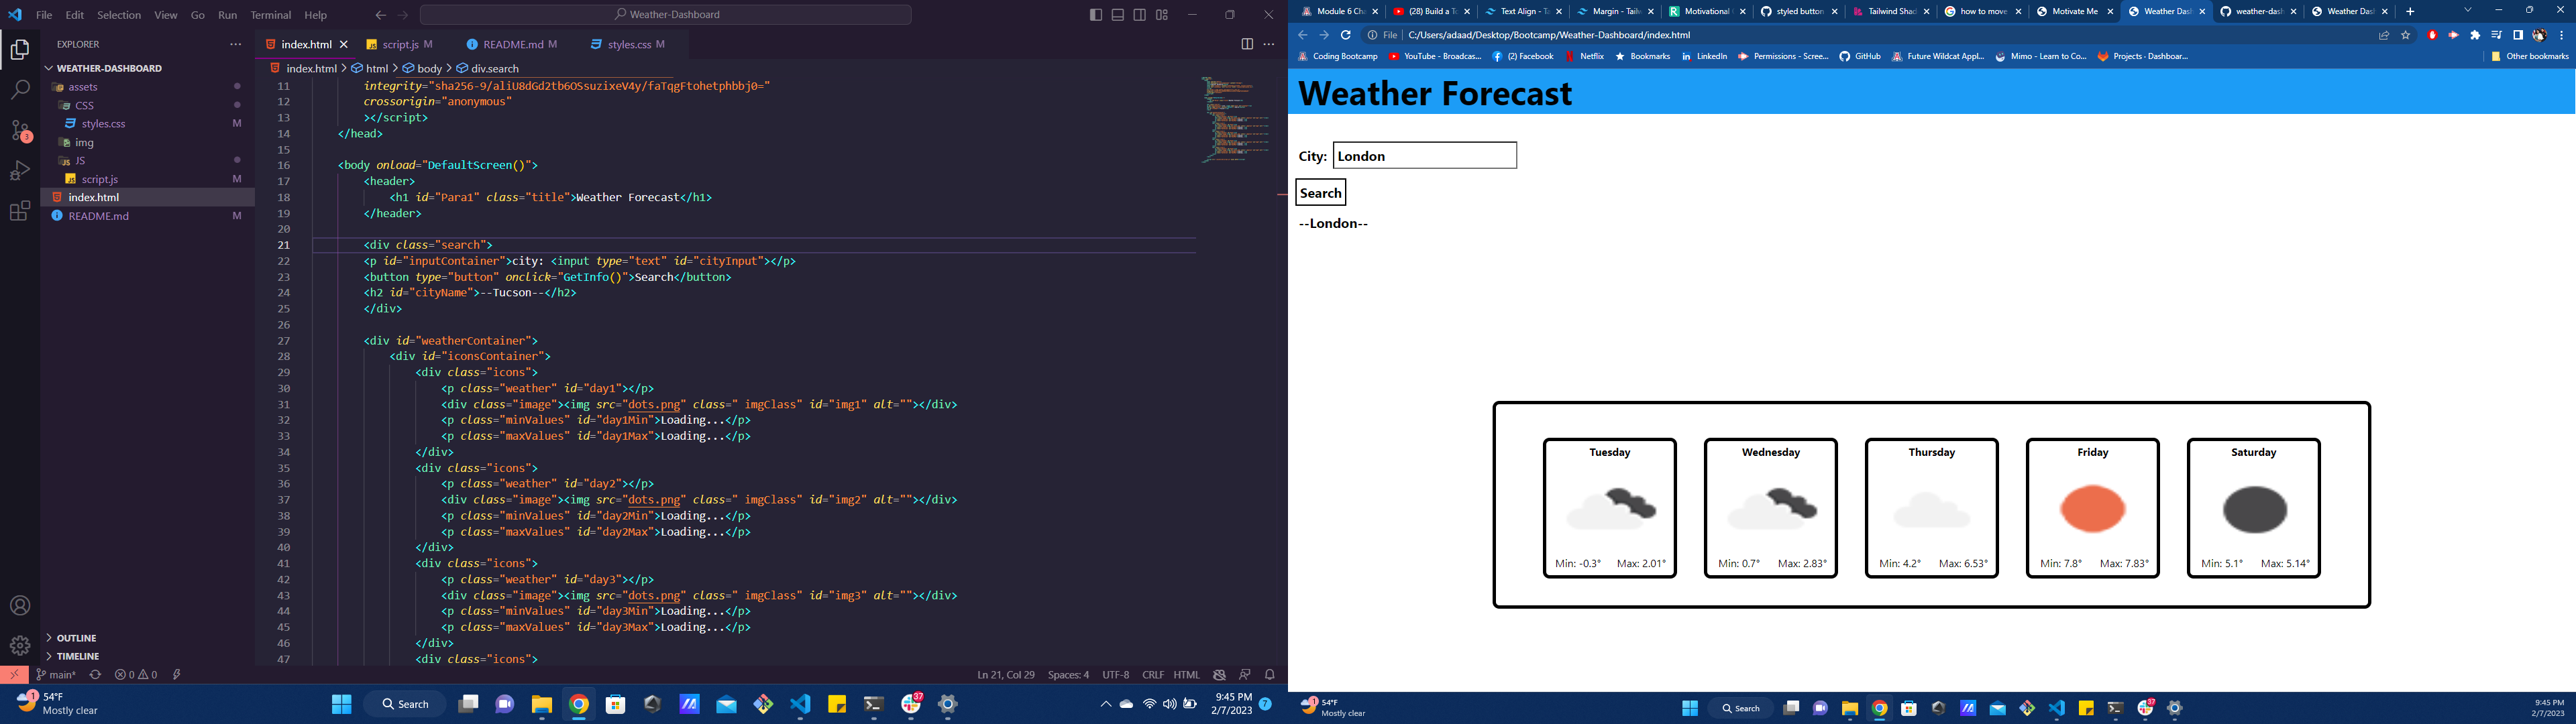 File Edit Selection View Go Run Terminal Help
Weather-Dashboard
EXPLORER
WEATHER-DASHBOARD
assets
CSS
styles.css M
img
JS
script.js M
index.html
README.md M
OUTLINE
TIMELINE
index.html script.js M README.md M styles.css M
index.html > html > body > div.search
11 integrity="sha256-9/aliU8dGd2tb6OSsuzixeV4y/faTqgFtohetphbbj0="
12 crossorigin="anonymous"
13 ></script>
14 </head>
15
16 <body onload="DefaultScreen()">
17 <header>
18 <h1 id="Para1" class="title">Weather Forecast</h1>
19 </header>
20
21 <div class="search">
22 <p id="inputContainer">city: <input type="text" id="cityInput"></p>
23 <button type="button" onclick="GetInfo()">Search</button>
24 <h2 id="cityName">--Tucson--</h2>
25 </div>
26
27 <div id="weatherContainer">
28 <div id="iconsContainer">
29 <div class="icons">
30 <p class="weather" id="day1"></p>
31 <div class="image"><img src="dots.png" class=" imgClass" id="img1" alt=""></div>
32 <p class="minValues" id="day1Min">Loading...</p>
33 <p class="maxValues" id="day1Max">Loading...</p>
34 </div>
35 <div class="icons">
36 <p class="weather" id="day2"></p>
37 <div class="image"><img src="dots.png" class=" imgClass" id="img2" alt=""></div>
38 <p class="minValues" id="day2Min">Loading...</p>
39 <p class="maxValues" id="day2Max">Loading...</p>
40 </div>
41 <div class="icons">
42 <p class="weather" id="day3"></p>
43 <div class="image"><img src="dots.png" class=" imgClass" id="img3" alt=""></div>
44 <p class="minValues" id="day3Min">Loading...</p>
45 <p class="maxValues" id="day3Max">Loading...</p>
46 </div>
47 <div class="icons">
main* 0 0 Ln 21, Col 29 Spaces: 4 UTF-8 CRLF HTML
54°F
Mostly clear
Search
37
9:45 PM
2/7/2023
7
Module 6 Cha (28) Build a To Text Align - Ta Margin - Tailw Motivational styled button Tailwind Shad how to move Motivate Me Weather Dash weather-dash Weather Dash
File C:/Users/adaad/Desktop/Bootcamp/Weather-Dashboard/index.html
Coding Bootcamp YouTube - Broadcas... (2) Facebook Netflix Bookmarks LinkedIn Permissions - Scree... GitHub Future Wildcat Appl... Mimo - Learn to Co... Projects · Dashboar... Other bookmarks
Weather Forecast
City: London
Search
--London--
Tuesday Wednesday Thursday Friday Saturday
Min: -0.3° Max: 2.01° Min: 0.7° Max: 2.83° Min: 4.2° Max: 6.53° Min: 7.8° Max: 7.83° Min: 5.1° Max: 5.14°
54°F
Mostly clear
Search
37
9:45 PM
2/7/2023